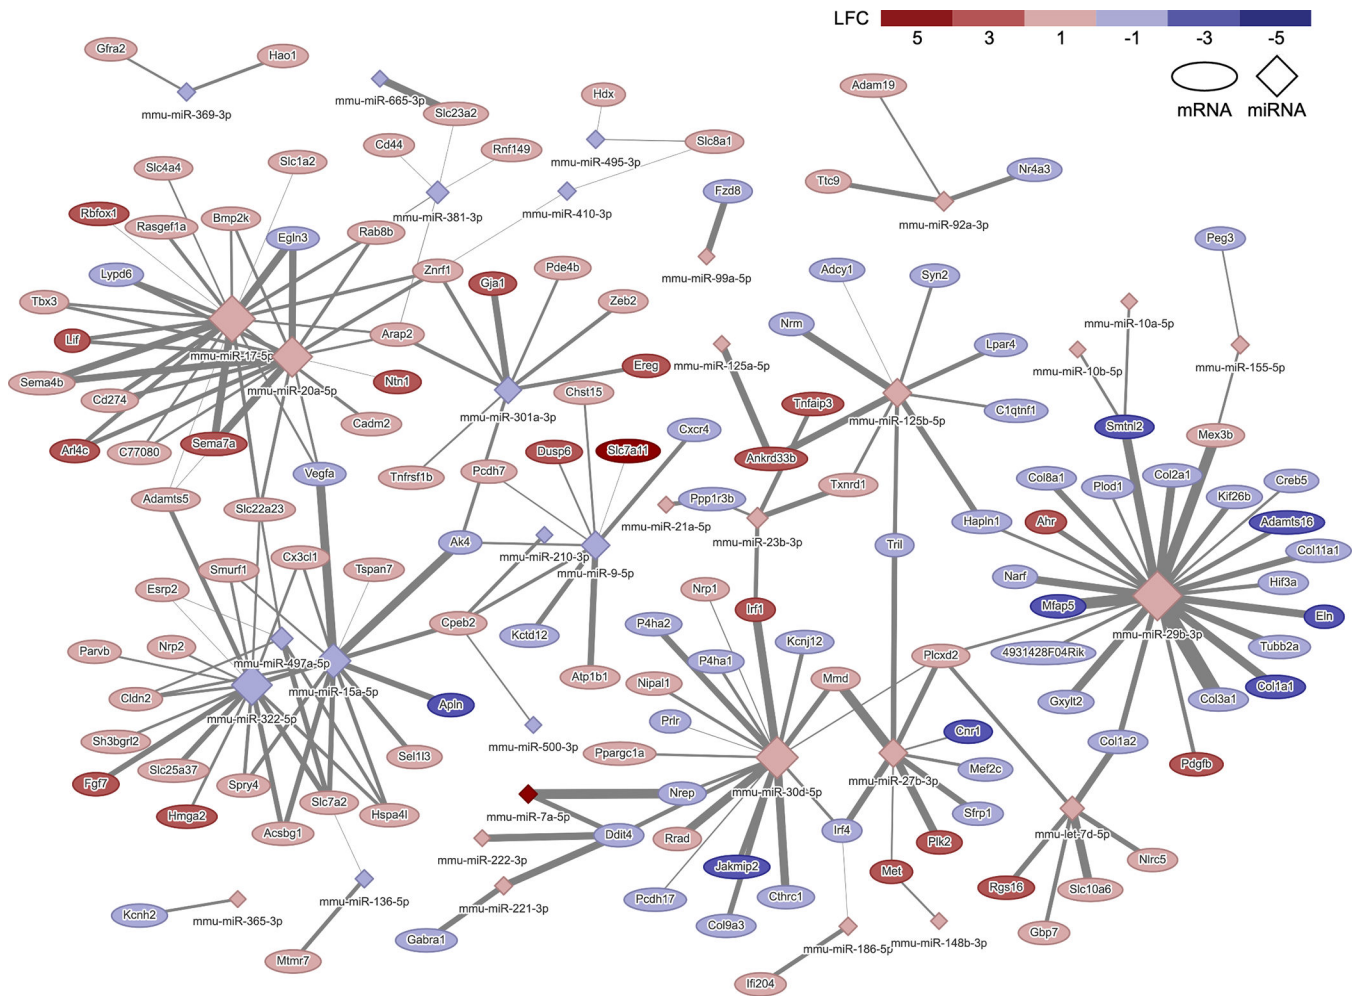 LFC
5 3 1 -1 -3 -5
mRNA miRNA
Gfra2
Hao1
mmu-miR-369-3p
mmu-miR-665-3p
Slc23a2
Hdx
Cd44
Rnf149
mmu-miR-495-3p
Slc8a1
Adam19
Ttc9
Nr4a3
mmu-miR-92a-3p
Slc4a4
Slc1a2
mmu-miR-381-3p
mmu-miR-410-3p
Fzd8
mmu-miR-99a-5p
Rbfox1
Rasgef1a
Bmp2k
Egln3
Rab8b
Lypd6
Znrf1
Gja1
Pde4b
Zeb2
Adcy1
Syn2
Peg3
Tbx3
Lif
mmu-miR-17-5p
Arap2
Nrm
Lpar4
mmu-miR-10a-5p
mmu-miR-10b-5p
mmu-miR-155-5p
Sema4b
Cd274
mmu-miR-20a-5p
Ntn1
mmu-miR-301a-3p
Ereg
mmu-miR-125a-5p
Chst15
Tnfaip3
mmu-miR-125b-5p
C1qtnf1
Arl4c
C77080
Sema7a
Cadm2
Smtnl2
Mex3b
Vegfa
Tnfrsf1b
Pcdh7
Dusp6
Slc7a11
Cxcr4
Ankrd33b
Txnrd1
Adamts5
Slc22a23
Ppp1r3b
mmu-miR-21a-5p
mmu-miR-23b-3p
Hapln1
Col8a1
Plod1
Col2a1
Kif26b
Creb5
Ahr
Adamts16
Col11a1
Ak4
mmu-miR-210-3p
mmu-miR-9-5p
Tril
Smurf1
Cx3cl1
Tspan7
Esrp2
Narf
Hif3a
Mfap5
Eln
mmu-miR-29b-3p
Nrp1
Irf1
P4ha2
Kcnj12
Cpeb2
Kctd12
Parvb
Nrp2
mmu-miR-497a-5p
4931428F04Rik
Tubb2a
Plcxd2
P4ha1
Atp1b1
Nipal1
Mmd
Cldn2
mmu-miR-15a-5p
Apln
Gxylt2
Col3a1
Col1a1
mmu-miR-322-5p
mmu-miR-500-3p
Prlr
Cnr1
Col1a2
Sh3bgrl2
Sel1l3
Ppargc1a
Pdgfb
Slc25a37
Mef2c
Fgf7
Spry4
mmu-miR-30d-5p
mmu-miR-27b-3p
Slc7a2
Hspa4l
Nrep
Hmga2
mmu-miR-7a-5p
Sfrp1
Acsbg1
Ddit4
Rrad
Irf4
Plk2
mmu-let-7d-5p
mmu-miR-222-3p
Nlrc5
Jakmip2
Met
Rgs16
Slc10a6
mmu-miR-136-5p
Pcdh17
Cthrc1
mmu-miR-221-3p
Kcnh2
mmu-miR-365-3p
Col9a3
Gabra1
Gbp7
mmu-miR-186-5p
mmu-miR-148b-3p
Mtmr7
Ifi204